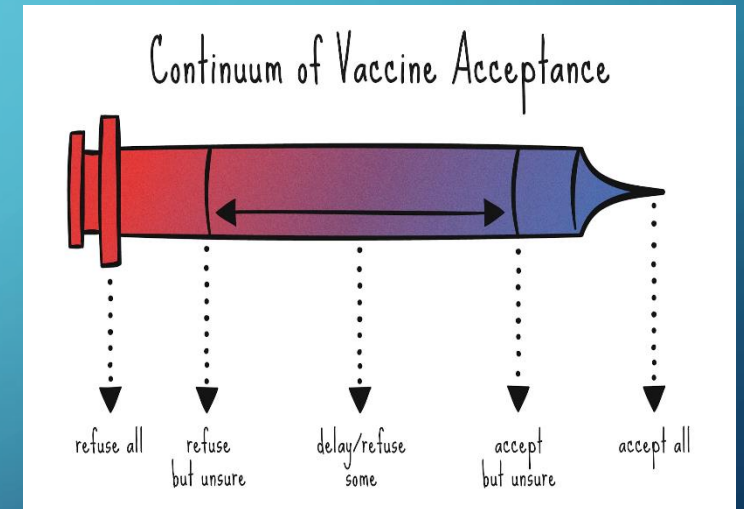 Continuum of Vaccine Acceptance
refuse all
refuse
but unsure
delay/refuse
some
accept
but unsure
accept all